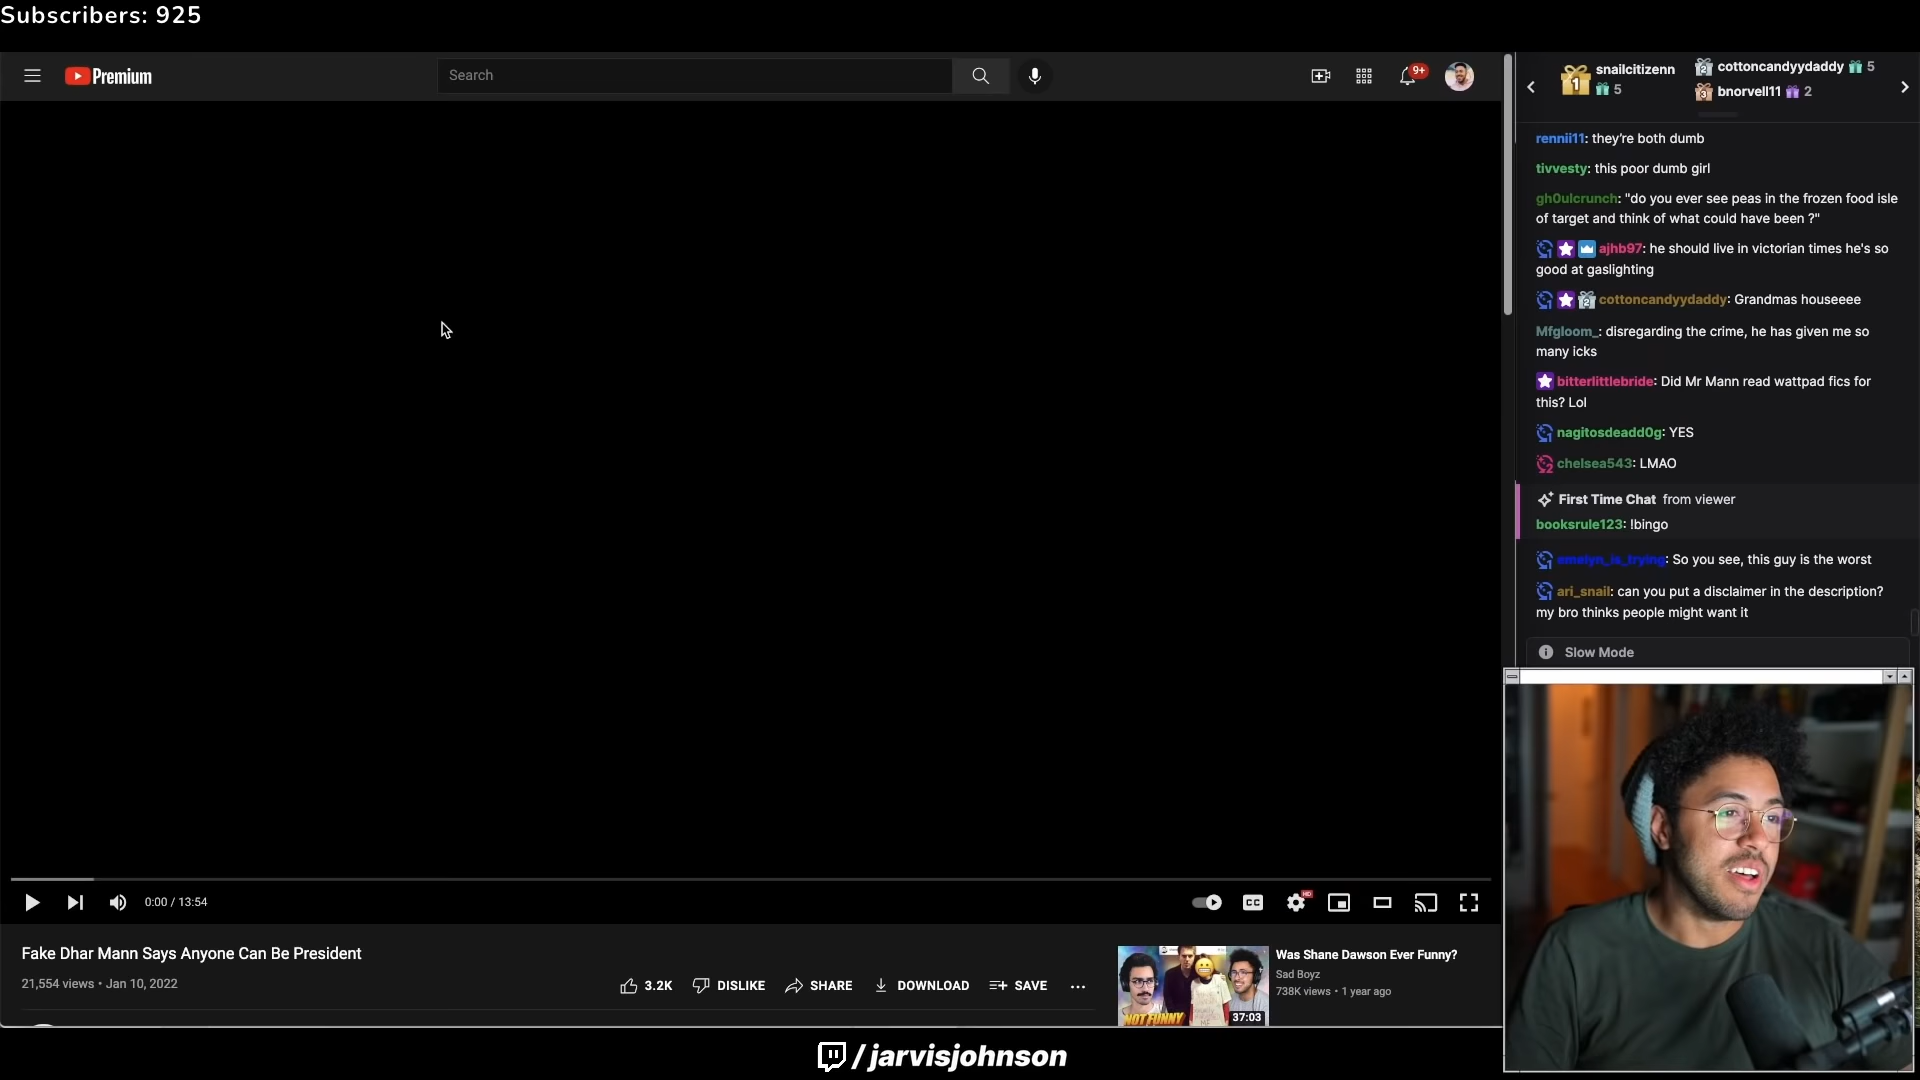 Subscribers: 925
Premium
Search
9+
1
snailcitizenn
5
2
cottoncandyydaddy 5
3
bnorvell11 2
rennii11: they're both dumb
tivvesty: this poor dumb girl
gh0ulcrunch: "do you ever see peas in the frozen food isle
of target and think of what could have been ?"
ajhb97: he should live in victorian times he's so
good at gaslighting
cottoncandyydaddy: Grandmas houseeee
Mfgloom_: disregarding the crime, he has given me so
many icks
bitterlittlebride: Did Mr Mann read wattpad fics for
this? Lol
nagitosdeadd0g: YES
chelsea543: LMAO
First Time Chat from viewer
booksrule123: !bingo
emelyn_is_trying: So you see, this guy is the worst
ari_snail: can you put a disclaimer in the description?
my bro thinks people might want it
Slow Mode
0:00 / 13:54
CC
HD
Fake Dhar Mann Says Anyone Can Be President
21,554 views • Jan 10, 2022
3.2K
DISLIKE
SHARE
DOWNLOAD
SAVE
NOT FUNNY
37:03
Was Shane Dawson Ever Funny?
Sad Boyz
738K views • 1 year ago
/jarvisjohnson